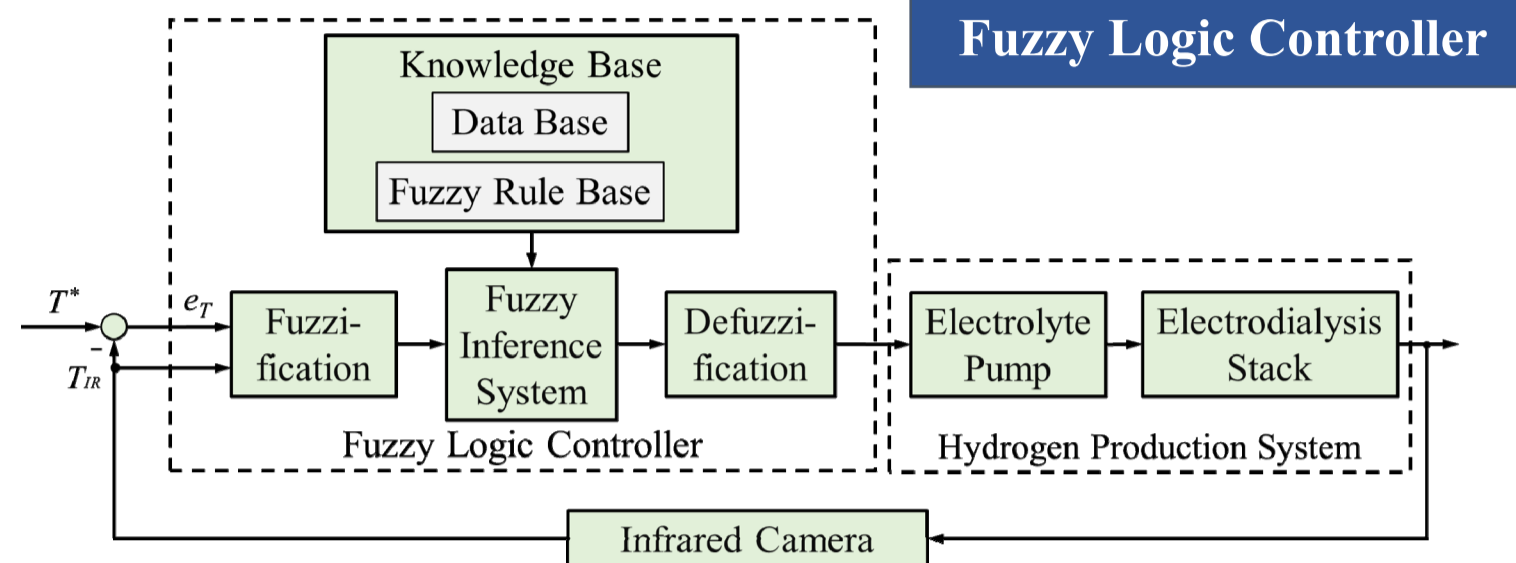 Fuzzy Logic Controller
Knowledge Base
Data Base
Fuzzy Rule Base
T*
e_T
−
T_IR
Fuzzi-
fication
Fuzzy
Inference
System
Defuzzi-
fication
Fuzzy Logic Controller
Electrolyte
Pump
Electrodialysis
Stack
Hydrogen Production System
Infrared Camera